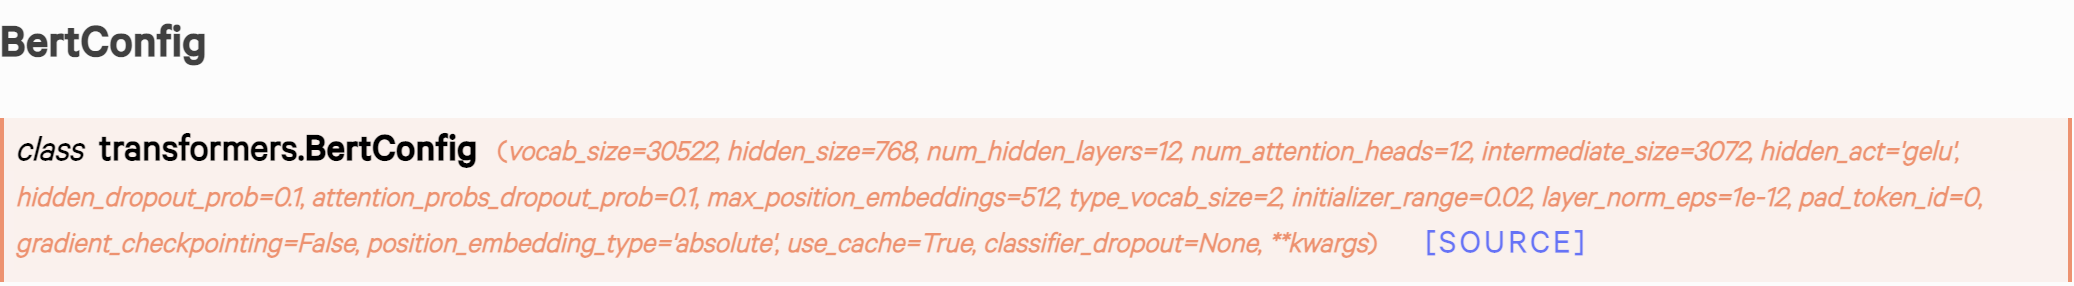 BertConfig
class transformers.BertConfig (vocab_size=30522, hidden_size=768, num_hidden_layers=12, num_attention_heads=12, intermediate_size=3072, hidden_act='gelu',
hidden_dropout_prob=0.1, attention_probs_dropout_prob=0.1, max_position_embeddings=512, type_vocab_size=2, initializer_range=0.02, layer_norm_eps=1e-12, pad_token_id=0,
gradient_checkpointing=False, position_embedding_type='absolute', use_cache=True, classifier_dropout=None, **kwargs) [SOURCE]